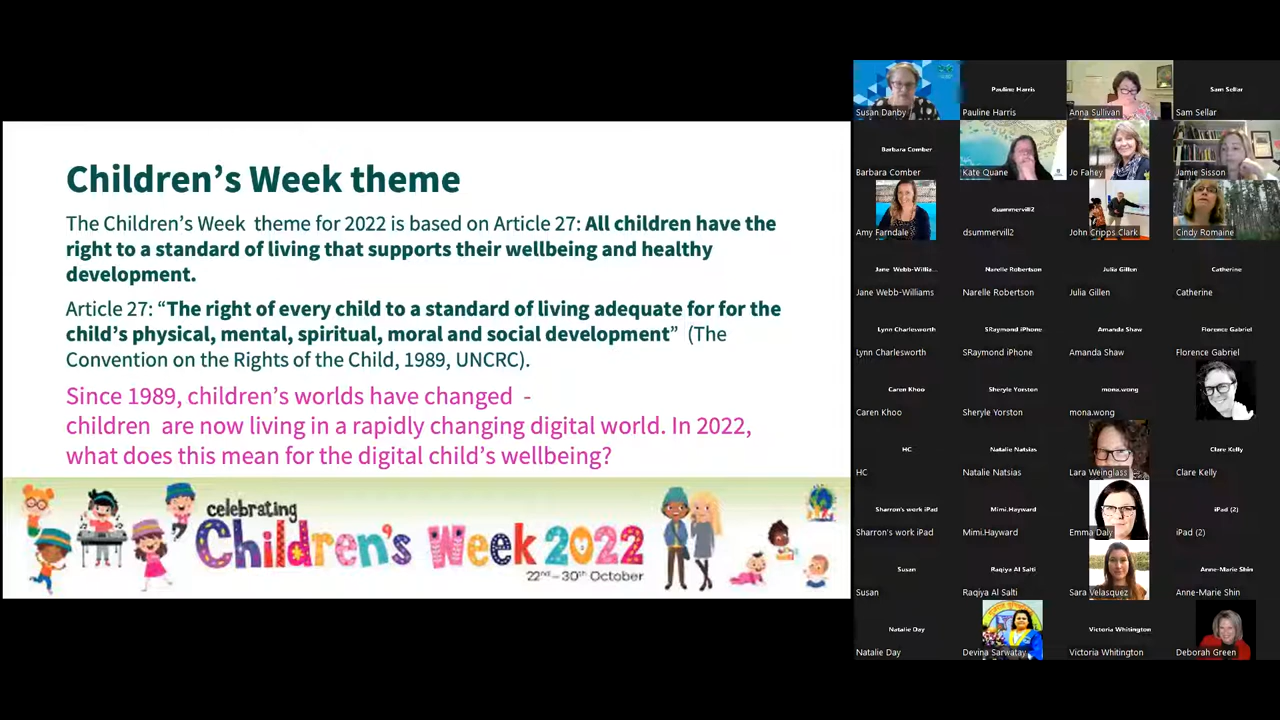 Children's Week theme
The Children's Week theme for 2022 is based on Article 27: All children have the
right to a standard of living that supports their wellbeing and healthy
development.
Article 27: "The right of every child to a standard of living adequate for for the
child's physical, mental, spiritual, moral and social development" (The
Convention on the Rights of the Child, 1989, UNCRC).
Since 1989, children's worlds have changed -
children are now living in a rapidly changing digital world. In 2022,
what does this mean for the digital child's wellbeing?
celebrating
Children's Week 2022
22nd–30th October
Susan Danby
Pauline Harris
Pauline Harris
Anna Sullivan
Sam Sellar
Sam Sellar
Barbara Comber
Barbara Comber
Kate Quane
Jo Fahey
Jamie Sisson
Amy Farndale
dsummervill2
dsummervill2
John Cripps Clark
Cindy Romaine
Jane Webb-Willia...
Jane Webb-Williams
Narelle Robertson
Narelle Robertson
Julia Gillen
Julia Gillen
Catherine
Catherine
Lynn Charlesworth
Lynn Charlesworth
SRaymond iPhone
SRaymond iPhone
Amanda Shaw
Amanda Shaw
Florence Gabriel
Florence Gabriel
Caren Khoo
Caren Khoo
Sheryle Yorston
Sheryle Yorston
mona.wong
mona.wong
HC
HC
Natalie Natsias
Natalie Natsias
Lara Weinglass
Clare Kelly
Clare Kelly
Sharron's work iPad
Sharron's work iPad
Mimi.Hayward
Mimi.Hayward
Emma Daly
iPad (2)
iPad (2)
Susan
Susan
Raqiya Al Salti
Raqiya Al Salti
Sara Velasquez
Anne-Marie Shin
Anne-Marie Shin
Natalie Day
Natalie Day
Devina Sarwatay
Victoria Whitington
Victoria Whitington
Deborah Green